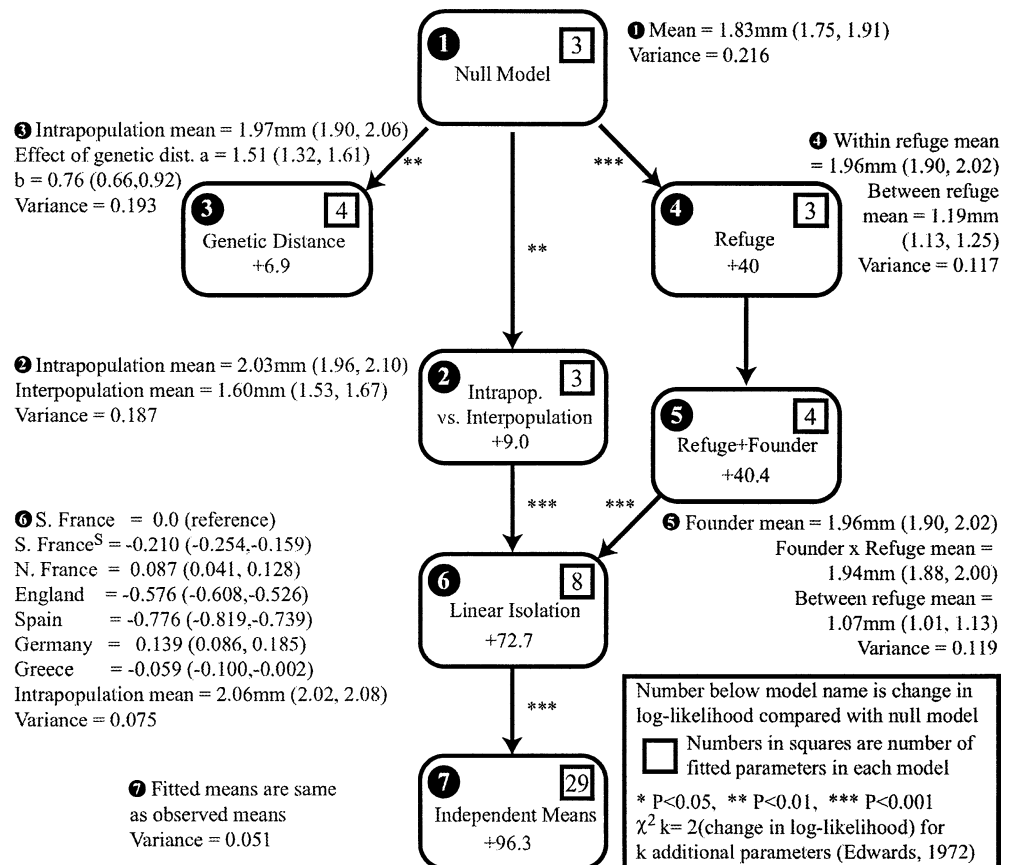 ❶ 3
Null Model
❶ Mean = 1.83mm (1.75, 1.91)
Variance = 0.216
❸ Intrapopulation mean = 1.97mm (1.90, 2.06)
Effect of genetic dist. a = 1.51 (1.32, 1.61)
b = 0.76 (0.66,0.92)
Variance = 0.193
**
**
***
❸ 4
Genetic Distance
+6.9
❹ 3
Refuge
+40
❹ Within refuge mean
= 1.96mm (1.90, 2.02)
Between refuge
mean = 1.19mm
(1.13, 1.25)
Variance = 0.117
❷ Intrapopulation mean = 2.03mm (1.96, 2.10)
Interpopulation mean = 1.60mm (1.53, 1.67)
Variance = 0.187
❷ 3
Intrapop.
vs. Interpopulation
+9.0
❺ 4
Refuge+Founder
+40.4
***
***
❻ S. France = 0.0 (reference)
S. France^S = -0.210 (-0.254,-0.159)
N. France = 0.087 (0.041, 0.128)
England = -0.576 (-0.608,-0.526)
Spain = -0.776 (-0.819,-0.739)
Germany = 0.139 (0.086, 0.185)
Greece = -0.059 (-0.100,-0.002)
Intrapopulation mean = 2.06mm (2.02, 2.08)
Variance = 0.075
❻ 8
Linear Isolation
+72.7
❺ Founder mean = 1.96mm (1.90, 2.02)
Founder x Refuge mean =
1.94mm (1.88, 2.00)
Between refuge mean =
1.07mm (1.01, 1.13)
Variance = 0.119
***
❼ Fitted means are same
as observed means
Variance = 0.051
❼ 29
Independent Means
+96.3
Number below model name is change in
log-likelihood compared with null model
Numbers in squares are number of
fitted parameters in each model
* P<0.05, ** P<0.01, *** P<0.001
χ² k= 2(change in log-likelihood) for
k additional parameters (Edwards, 1972)